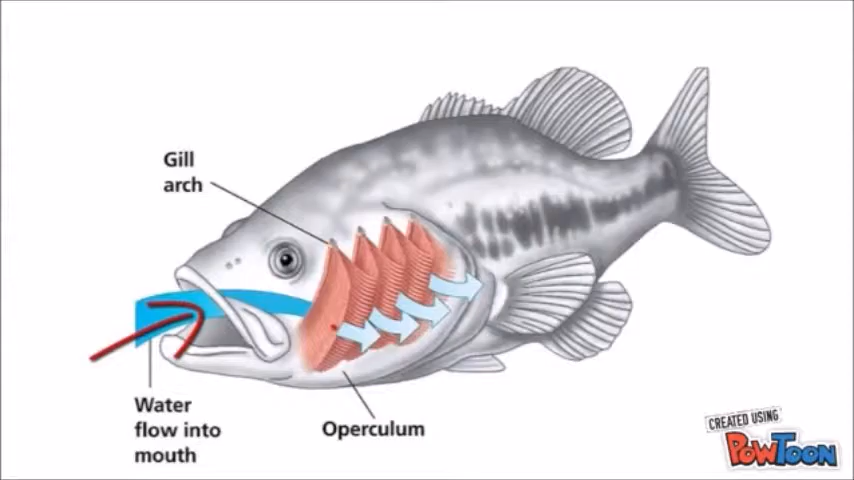 Gill
arch
Water
flow into
mouth
Operculum
CREATED USING
POWTOON